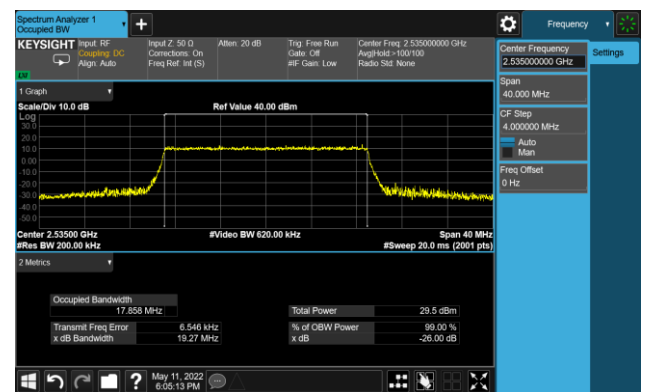 Spectrum Analyzer 1
Occupied BW
Frequency
KEYSIGHT
Input: RF
Coupling: DC
Align: Auto
Input Z: 50 Ω
Corrections: On
Freq Ref: Int (S)
Atten: 20 dB
Trig: Free Run
Gate: Off
#IF Gain: Low
Center Freq: 2.535000000 GHz
Avg|Hold:>100/100
Radio Std: None
Center Frequency
2.535000000 GHz
Settings
Span
40.000 MHz
CF Step
4.000000 MHz
Auto
Man
Freq Offset
0 Hz
1 Graph
Scale/Div 10.0 dB
Ref Value 40.00 dBm
Log
30.0
20.0
10.0
0.00
-10.0
-20.0
-30.0
-40.0
-50.0
Center 2.53500 GHz
#Video BW 620.00 kHz
Span 40 MHz
#Res BW 200.00 kHz
#Sweep 20.0 ms (2001 pts)
2 Metrics
Occupied Bandwidth
17.858 MHz
Total Power 29.5 dBm
Transmit Freq Error 6.546 kHz
% of OBW Power 99.00 %
x dB Bandwidth 19.27 MHz
x dB -26.00 dB
May 11, 2022
6:05:13 PM